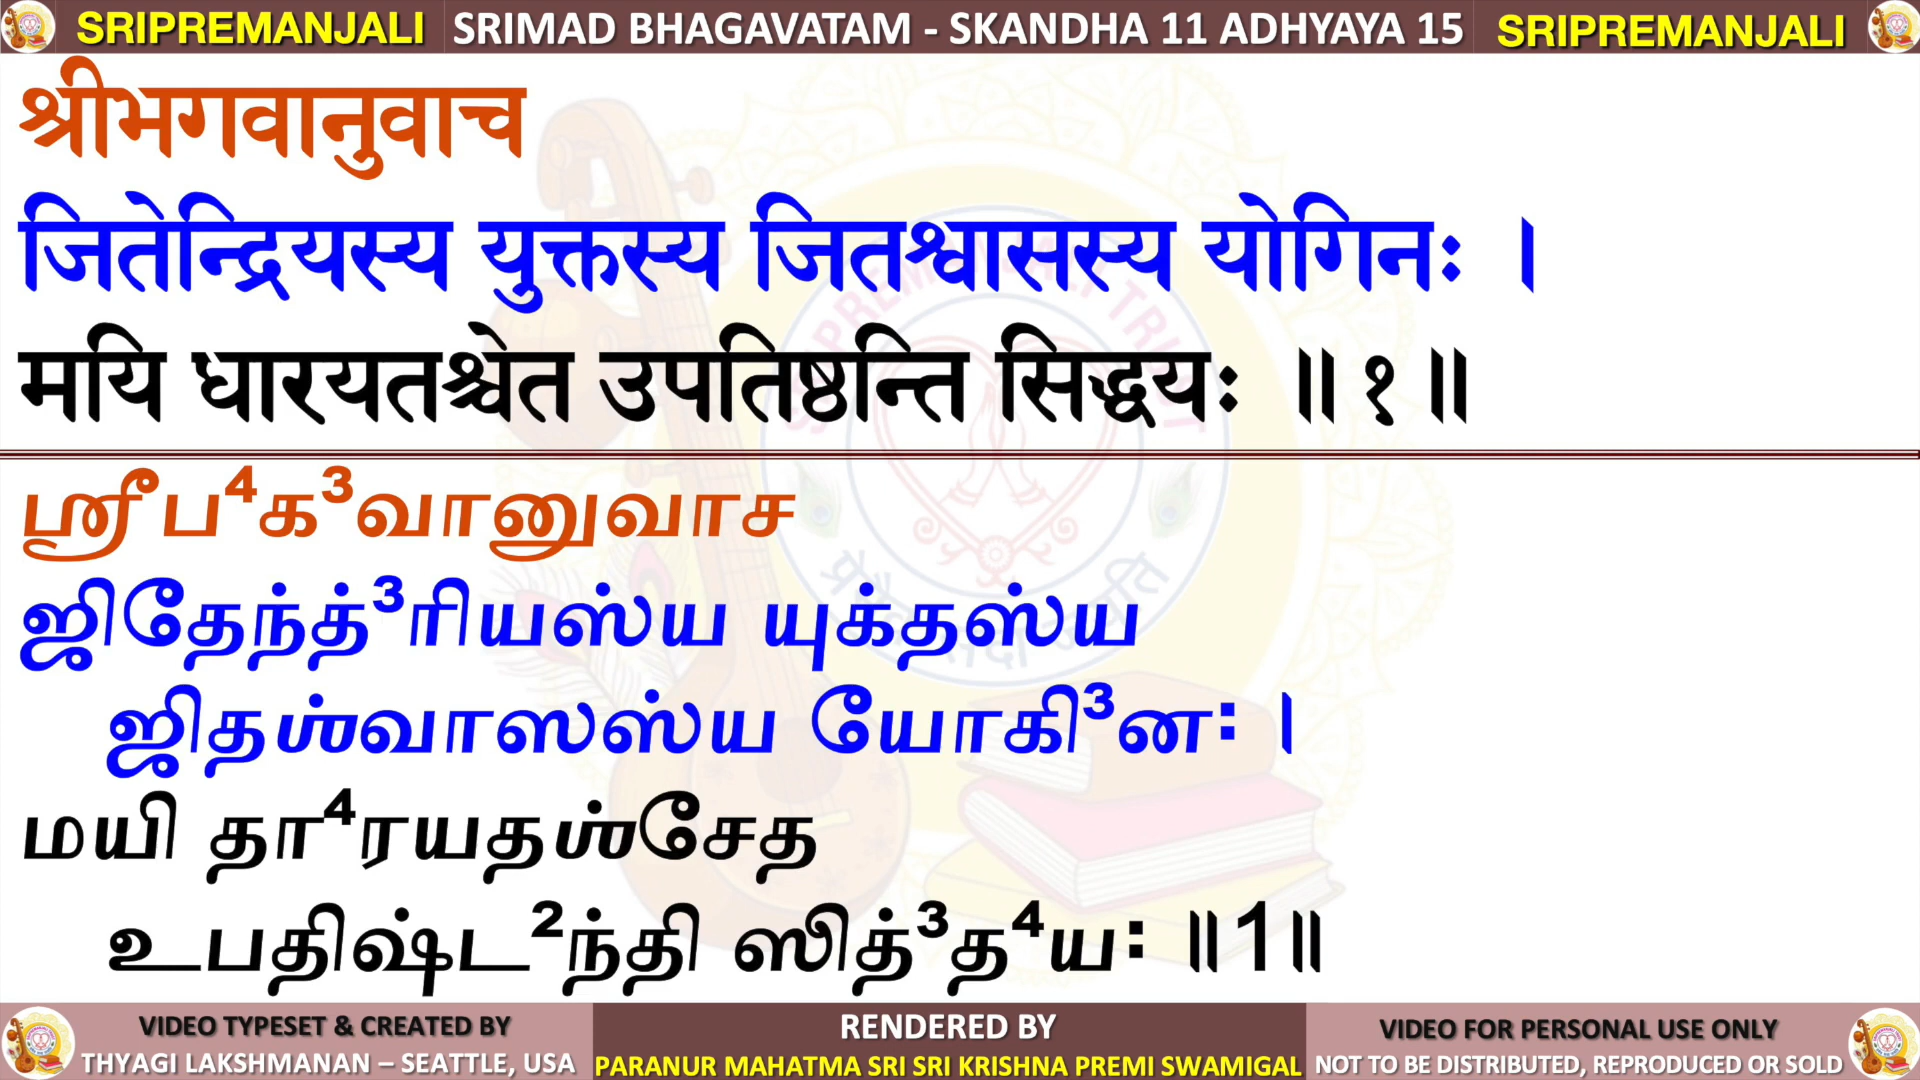 SRIPREMANJALI SRIMAD BHAGAVATAM - SKANDHA 11 ADHYAYA 15 SRIPREMANJALI
श्रीभगवानुवाच
जितेन्द्रियस्य युक्तस्य जितश्वासस्य योगिनः ।
मयि धारयतश्चेत उपतिष्ठन्ति सिद्धयः ॥ १ ॥
ஸ்ரீப⁴க³வானுவாச
ஜிதேந்த்³ரியஸ்ய யுக்தஸ்ய
ஜிதஶ்வாஸஸ்ய யோகி³னः ।
மயி தா⁴ரயதஶ்சேத
உபதிஷ்ட²ந்தி ஸித்³த⁴யः ॥1॥
VIDEO TYPESET & CREATED BY RENDERED BY VIDEO FOR PERSONAL USE ONLY
THYAGI LAKSHMANAN – SEATTLE, USA PARANUR MAHATMA SRI SRI KRISHNA PREMI SWAMIGAL NOT TO BE DISTRIBUTED, REPRODUCED OR SOLD